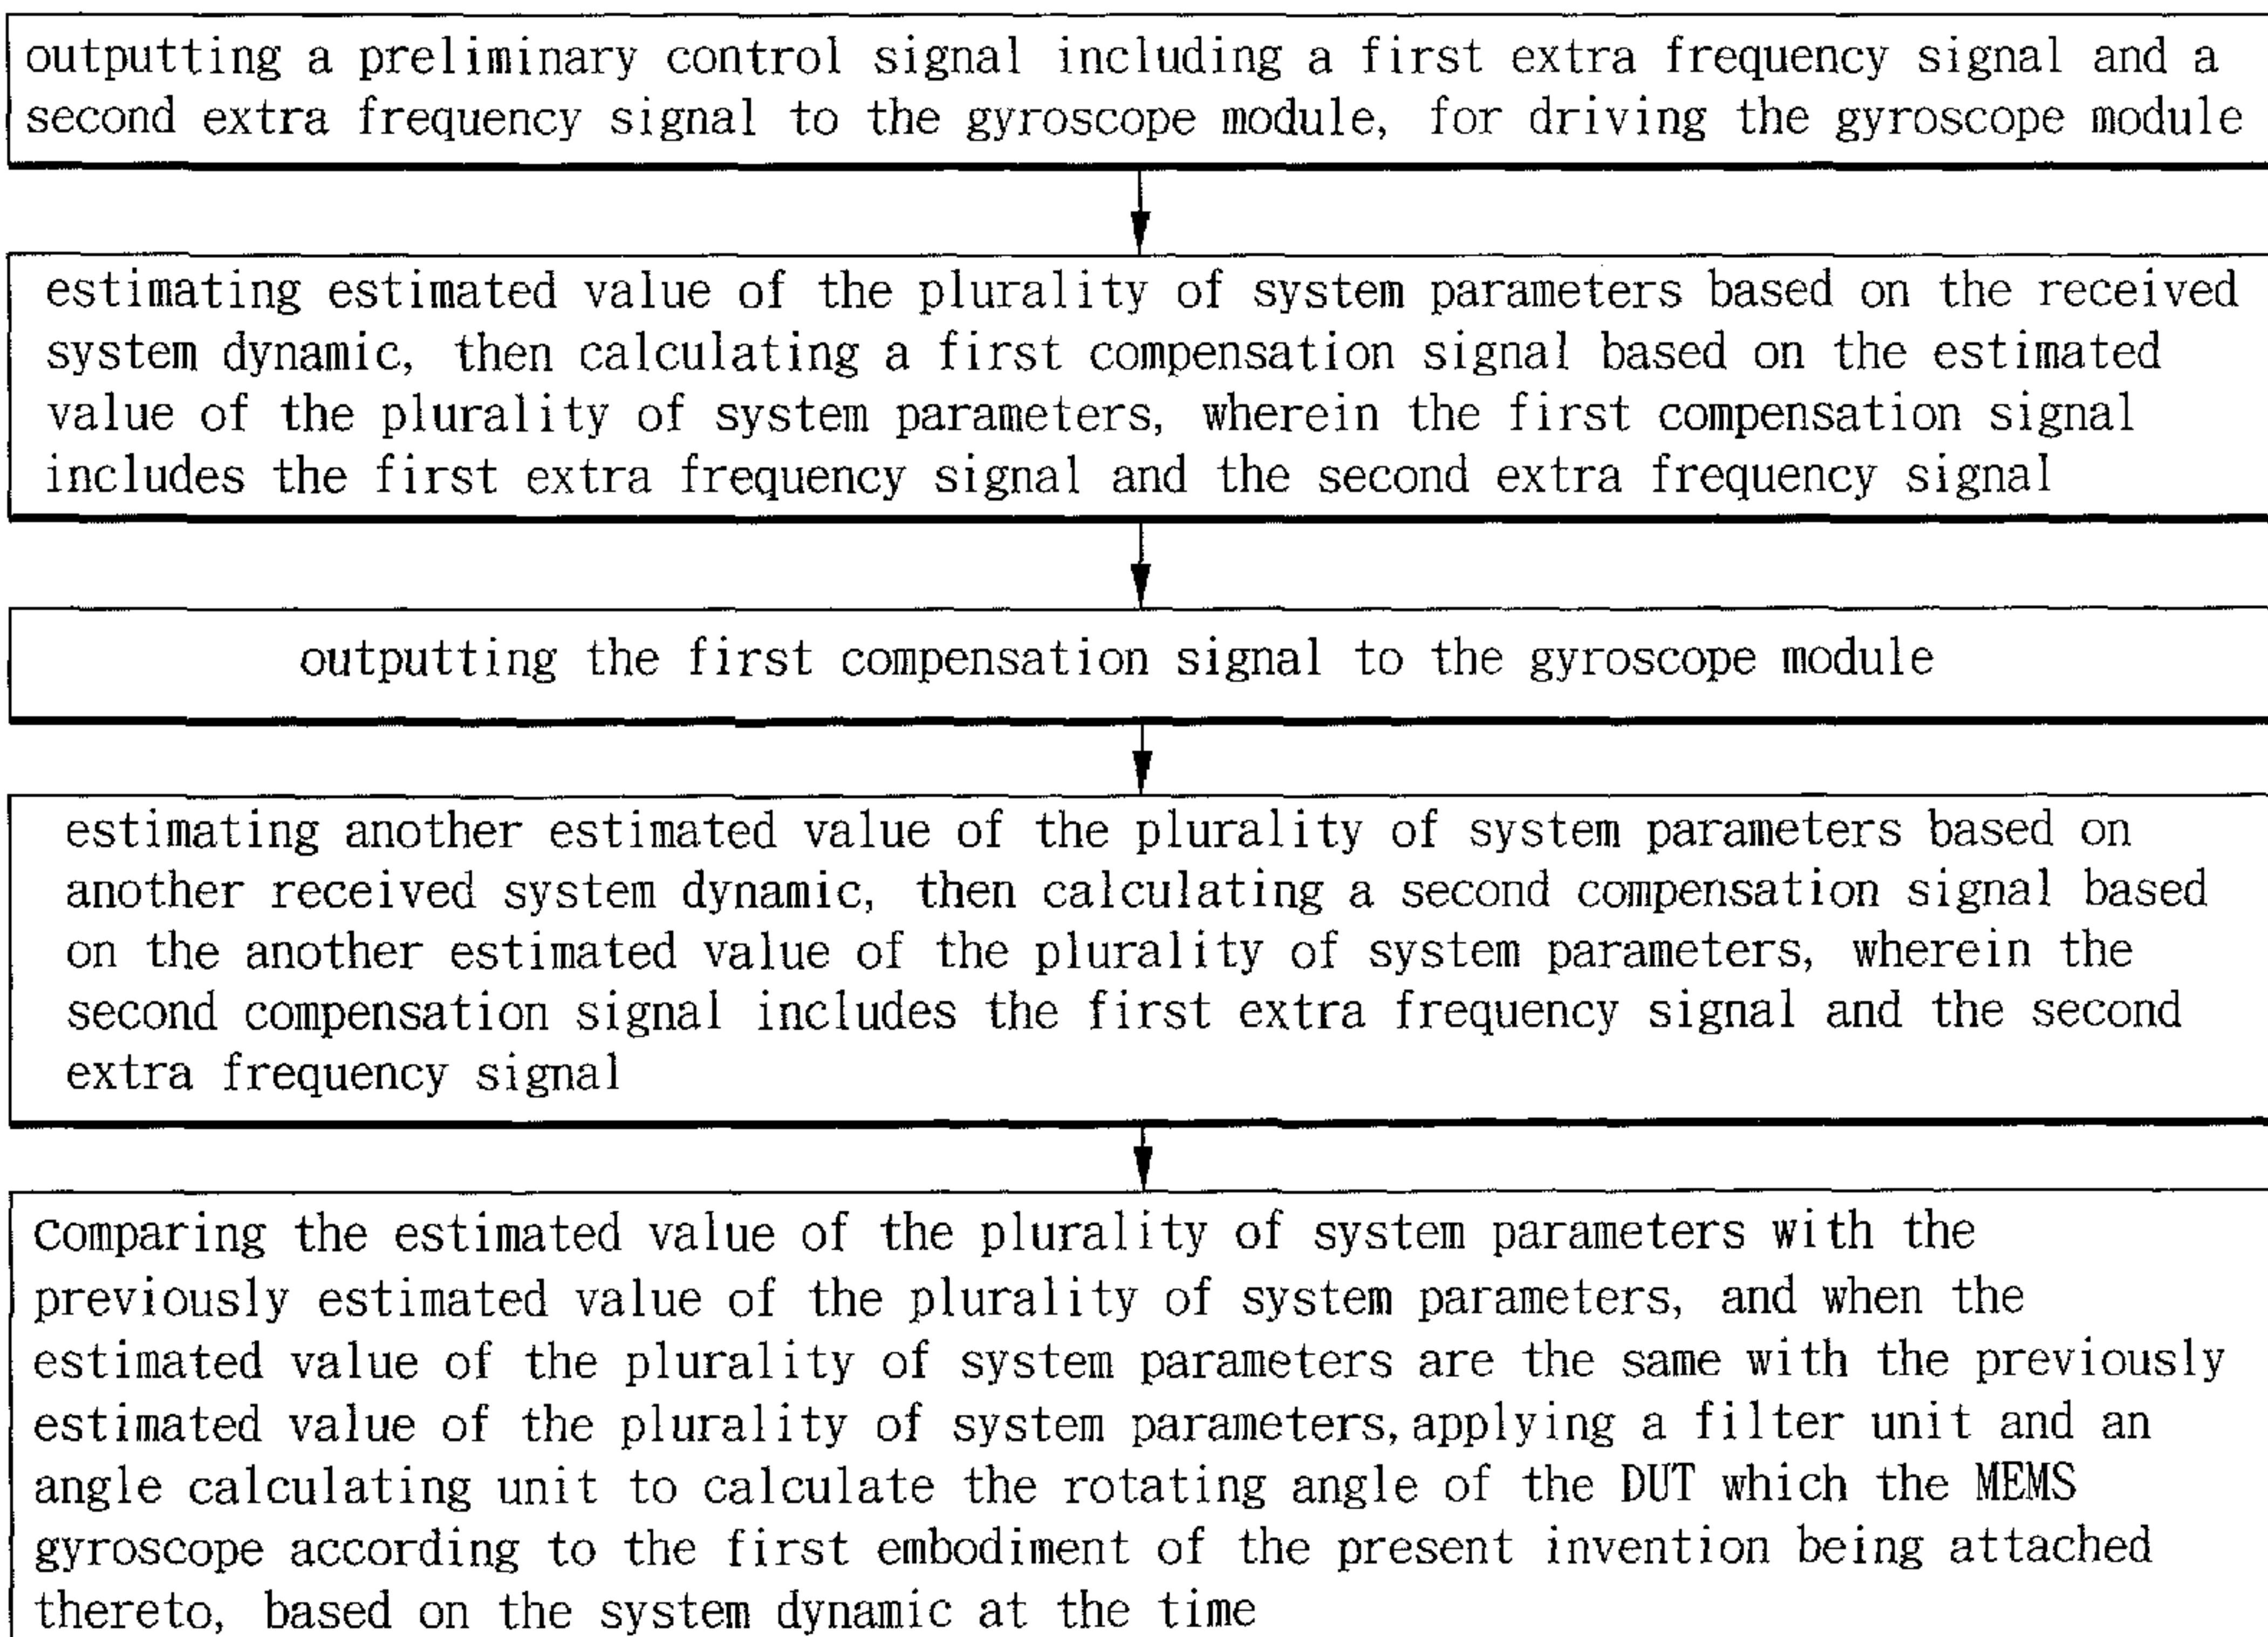 outputting a preliminary control signal including a first extra frequency signal and a
second extra frequency signal to the gyroscope module, for driving the gyroscope module
estimating estimated value of the plurality of system parameters based on the received
system dynamic, then calculating a first compensation signal based on the estimated
value of the plurality of system parameters, wherein the first compensation signal
includes the first extra frequency signal and the second extra frequency signal
outputting the first compensation signal to the gyroscope module
estimating another estimated value of the plurality of system parameters based on
another received system dynamic, then calculating a second compensation signal based
on the another estimated value of the plurality of system parameters, wherein the
second compensation signal includes the first extra frequency signal and the second
extra frequency signal
comparing the estimated value of the plurality of system parameters with the
previously estimated value of the plurality of system parameters, and when the
estimated value of the plurality of system parameters are the same with the previously
estimated value of the plurality of system parameters, applying a filter unit and an
angle calculating unit to calculate the rotating angle of the DUT which the MEMS
gyroscope according to the first embodiment of the present invention being attached
thereto, based on the system dynamic at the time